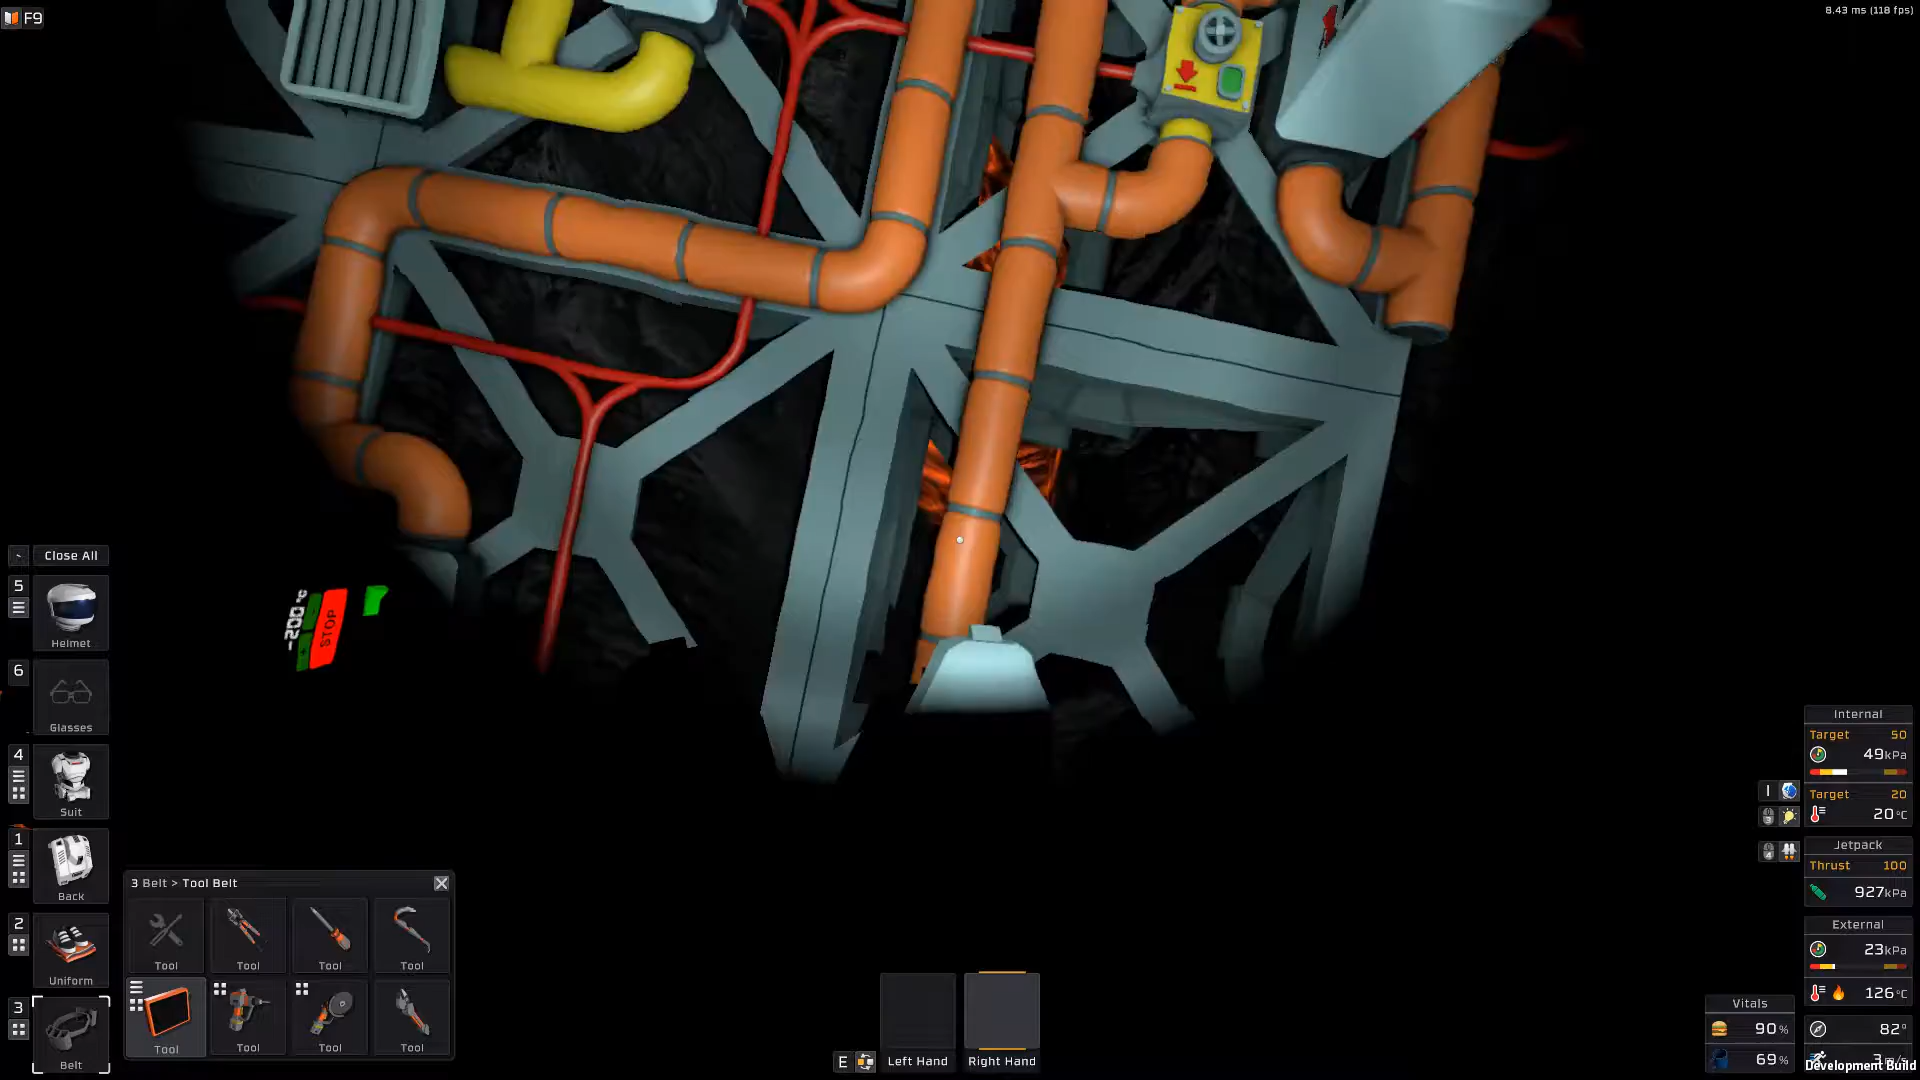 F9
8.43 ms (118 fps)
Close All
5
Helmet
6
Glasses
4
Suit
1
Back
2
Uniform
3
Belt
-200°C
STOP
3 Belt > Tool Belt
Tool
Tool
Tool
Tool
Tool
Tool
Tool
Tool
E
Left Hand
Right Hand
Internal
Target 50
49kPa
Target 20
20°C
I
Jetpack
Thrust 100
927kPa
External
23kPa
126°C
82°
Vitals
90%
69%
Development Build